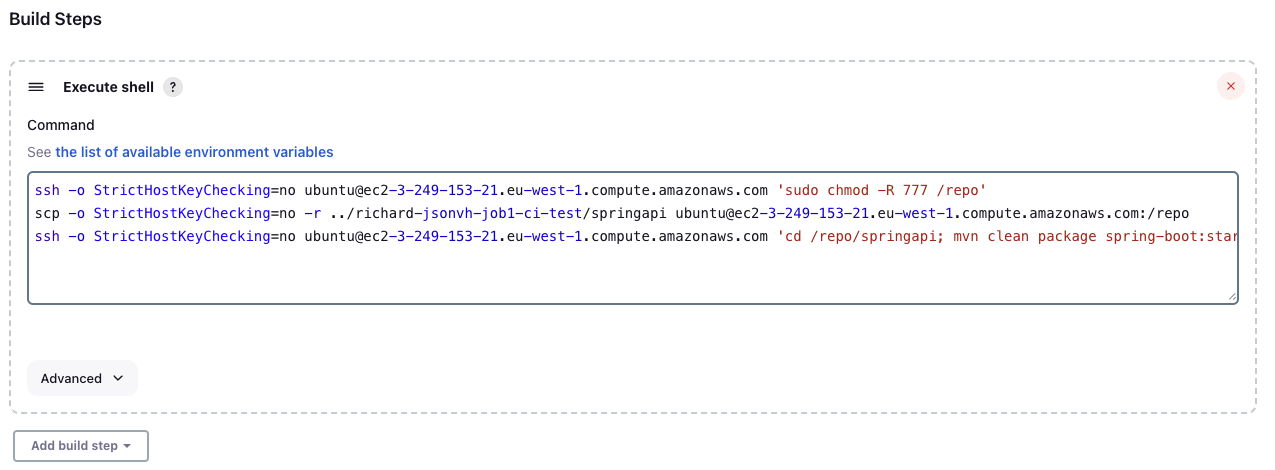 Build Steps
Execute shell ?
Command
See the list of available environment variables
ssh -o StrictHostKeyChecking=no ubuntu@ec2-3-249-153-21.eu-west-1.compute.amazonaws.com 'sudo chmod -R 777 /repo'
scp -o StrictHostKeyChecking=no -r ../richard-jsonvh-job1-ci-test/springapi ubuntu@ec2-3-249-153-21.eu-west-1.compute.amazonaws.com:/repo
ssh -o StrictHostKeyChecking=no ubuntu@ec2-3-249-153-21.eu-west-1.compute.amazonaws.com 'cd /repo/springapi; mvn clean package spring-boot:star
Advanced
Add build step